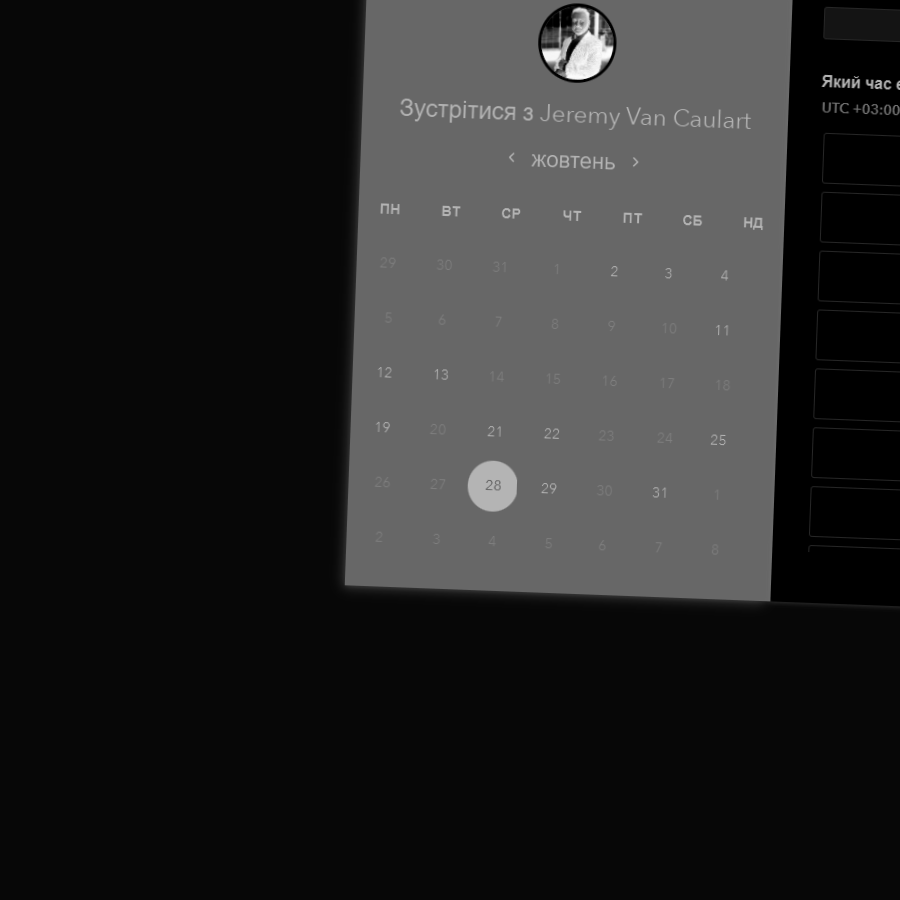 Зустрітися з Jeremy Van Caulart
жовтень
ПН ВТ СР ЧТ ПТ СБ НД
29 30 31 1 2 3 4
5 6 7 8 9 10 11
12 13 14 15 16 17 18
19 20 21 22 23 24 25
26 27 28 29 30 31 1
2 3 4 5 6 7 8
Який час
UTC +03:00